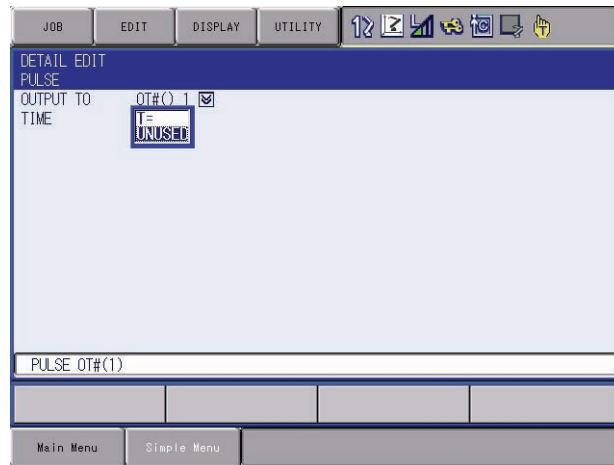 JOB EDIT DISPLAY UTILITY
DETAIL EDIT
PULSE
OUTPUT TO OT#() 1
TIME T=
UNUSED
PULSE OT#(1)
Main Menu Simple Menu